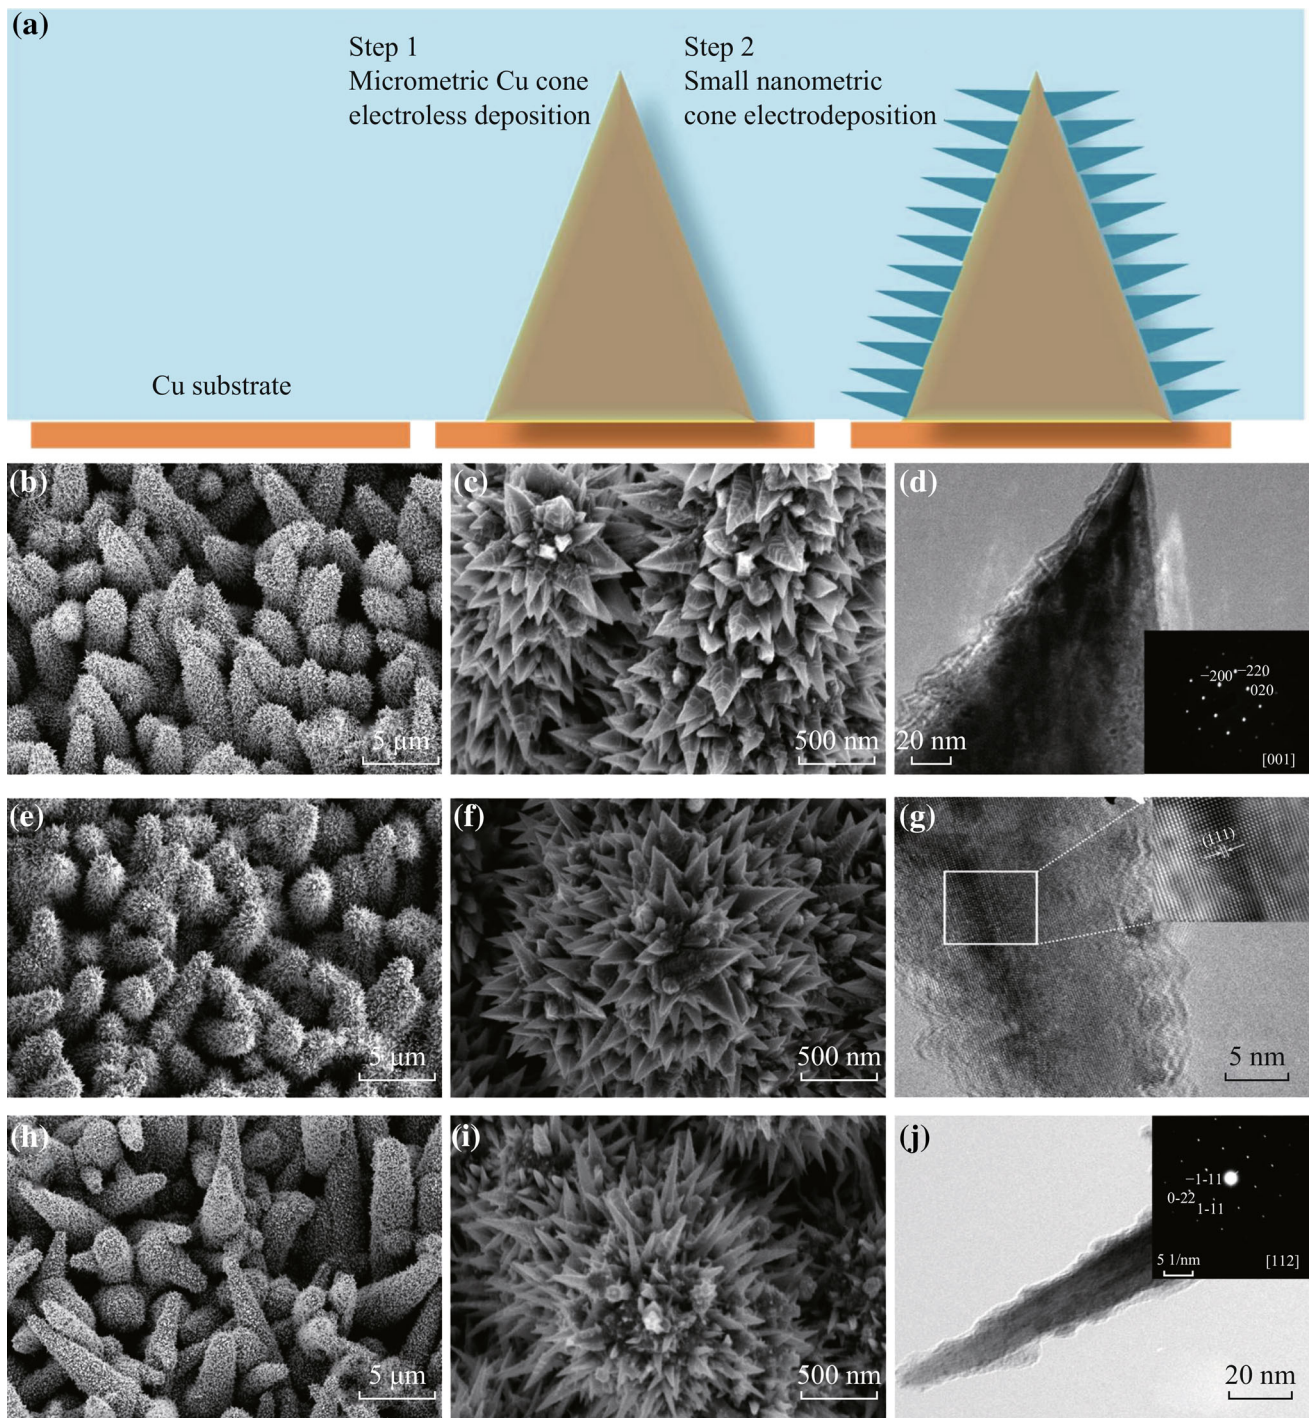 (a)
Step 1
Micrometric Cu cone
electroless deposition
Step 2
Small nanometric
cone electrodeposition
Cu substrate
(b)
5 μm
(c)
500 nm
(d)
−200
−220
020
20 nm
[001]
(e)
5 μm
(f)
500 nm
(g)
(111)
5 nm
(h)
5 μm
(i)
500 nm
(j)
−1-11
0-22
1-11
5 1/nm
[112]
20 nm